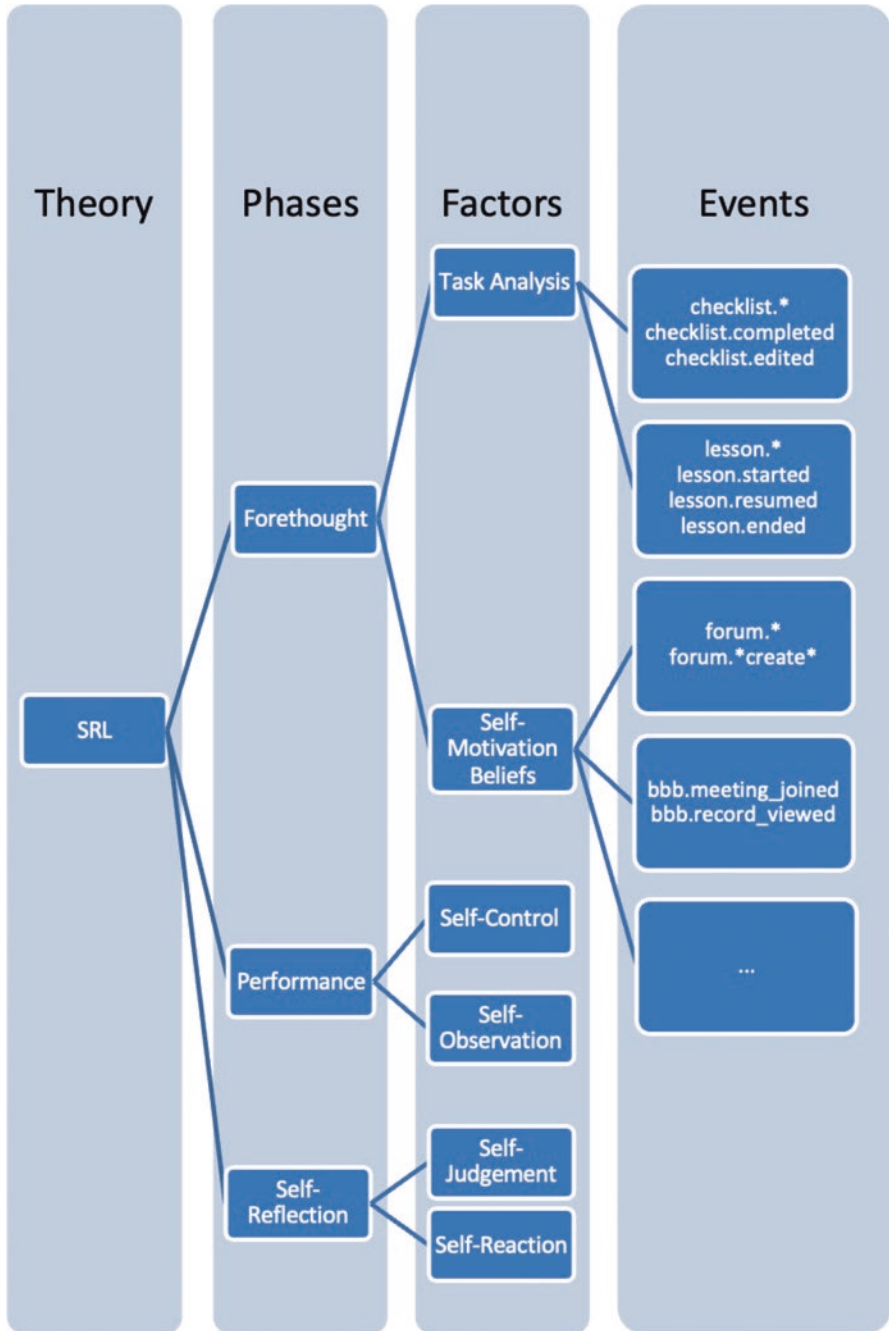 Theory
Phases
Factors
Events
SRL
Forethought
Performance
Self-
Reflection
Task Analysis
Self-
Motivation
Beliefs
Self-Control
Self-
Observation
Self-
Judgement
Self-Reaction
checklist.*
checklist.completed
checklist.edited
lesson.*
lesson.started
lesson.resumed
lesson.ended
forum.*
forum.*create*
bbb.meeting_joined
bbb.record_viewed
...